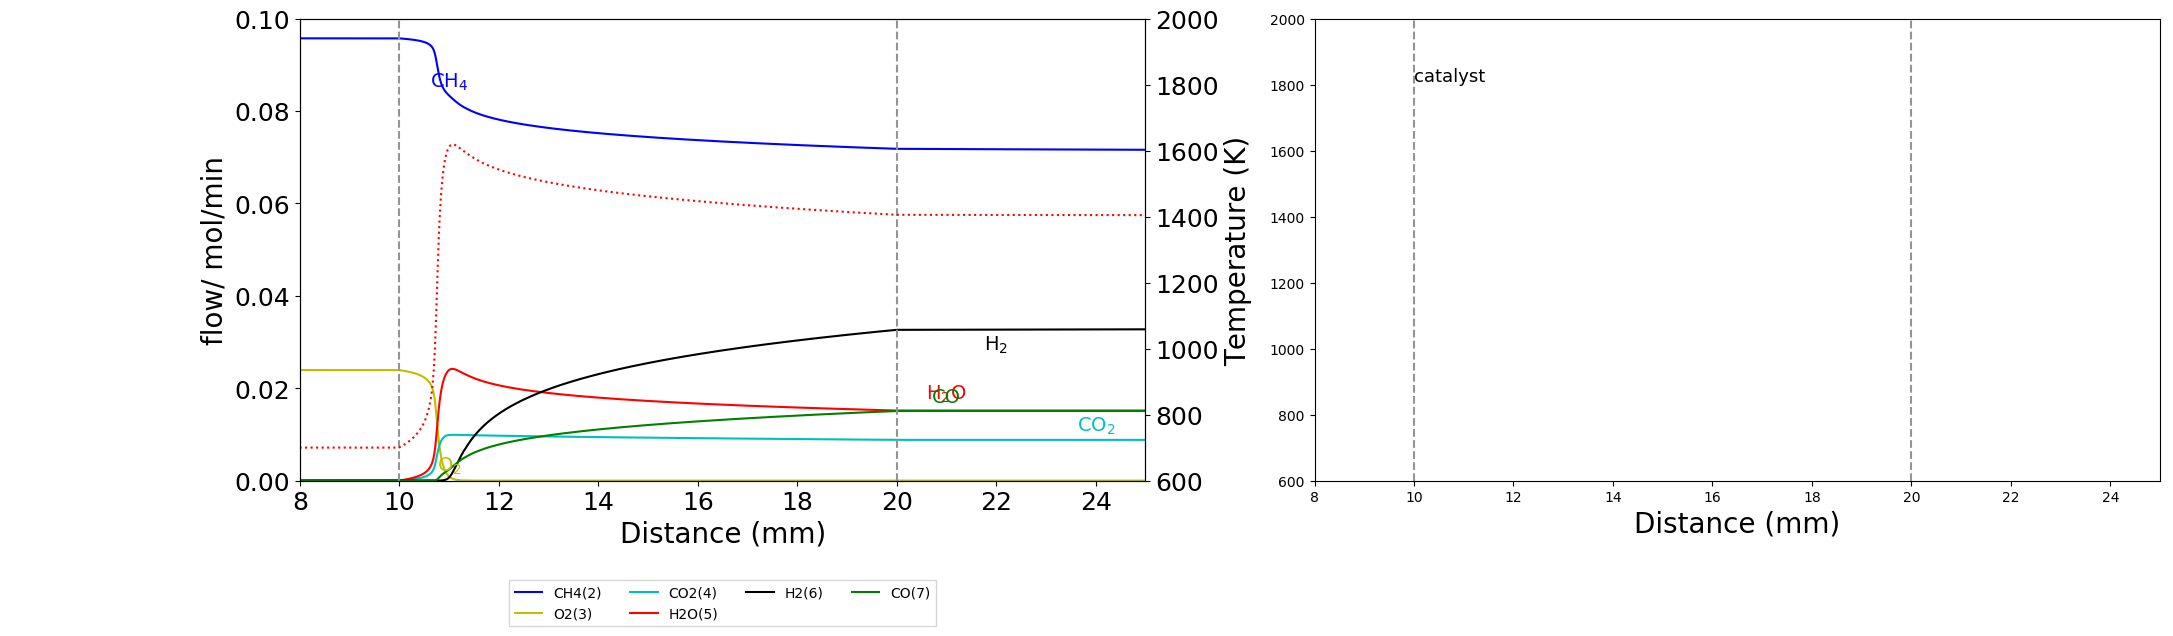 0.10
0.08
0.06
0.04
0.02
0.00
flow/ mol/min
8 10 12 14 16 18 20 22 24
Distance (mm)
2000
1800
1600
1400
1200
1000
800
600
Temperature (K)
CH₄
O₂
H₂
H₂O
CO
CO₂
CH4(2) CO2(4) H2(6) CO(7)
O2(3) H2O(5)
2000
1800
1600
1400
1200
1000
800
600
catalyst
8 10 12 14 16 18 20 22 24
Distance (mm)